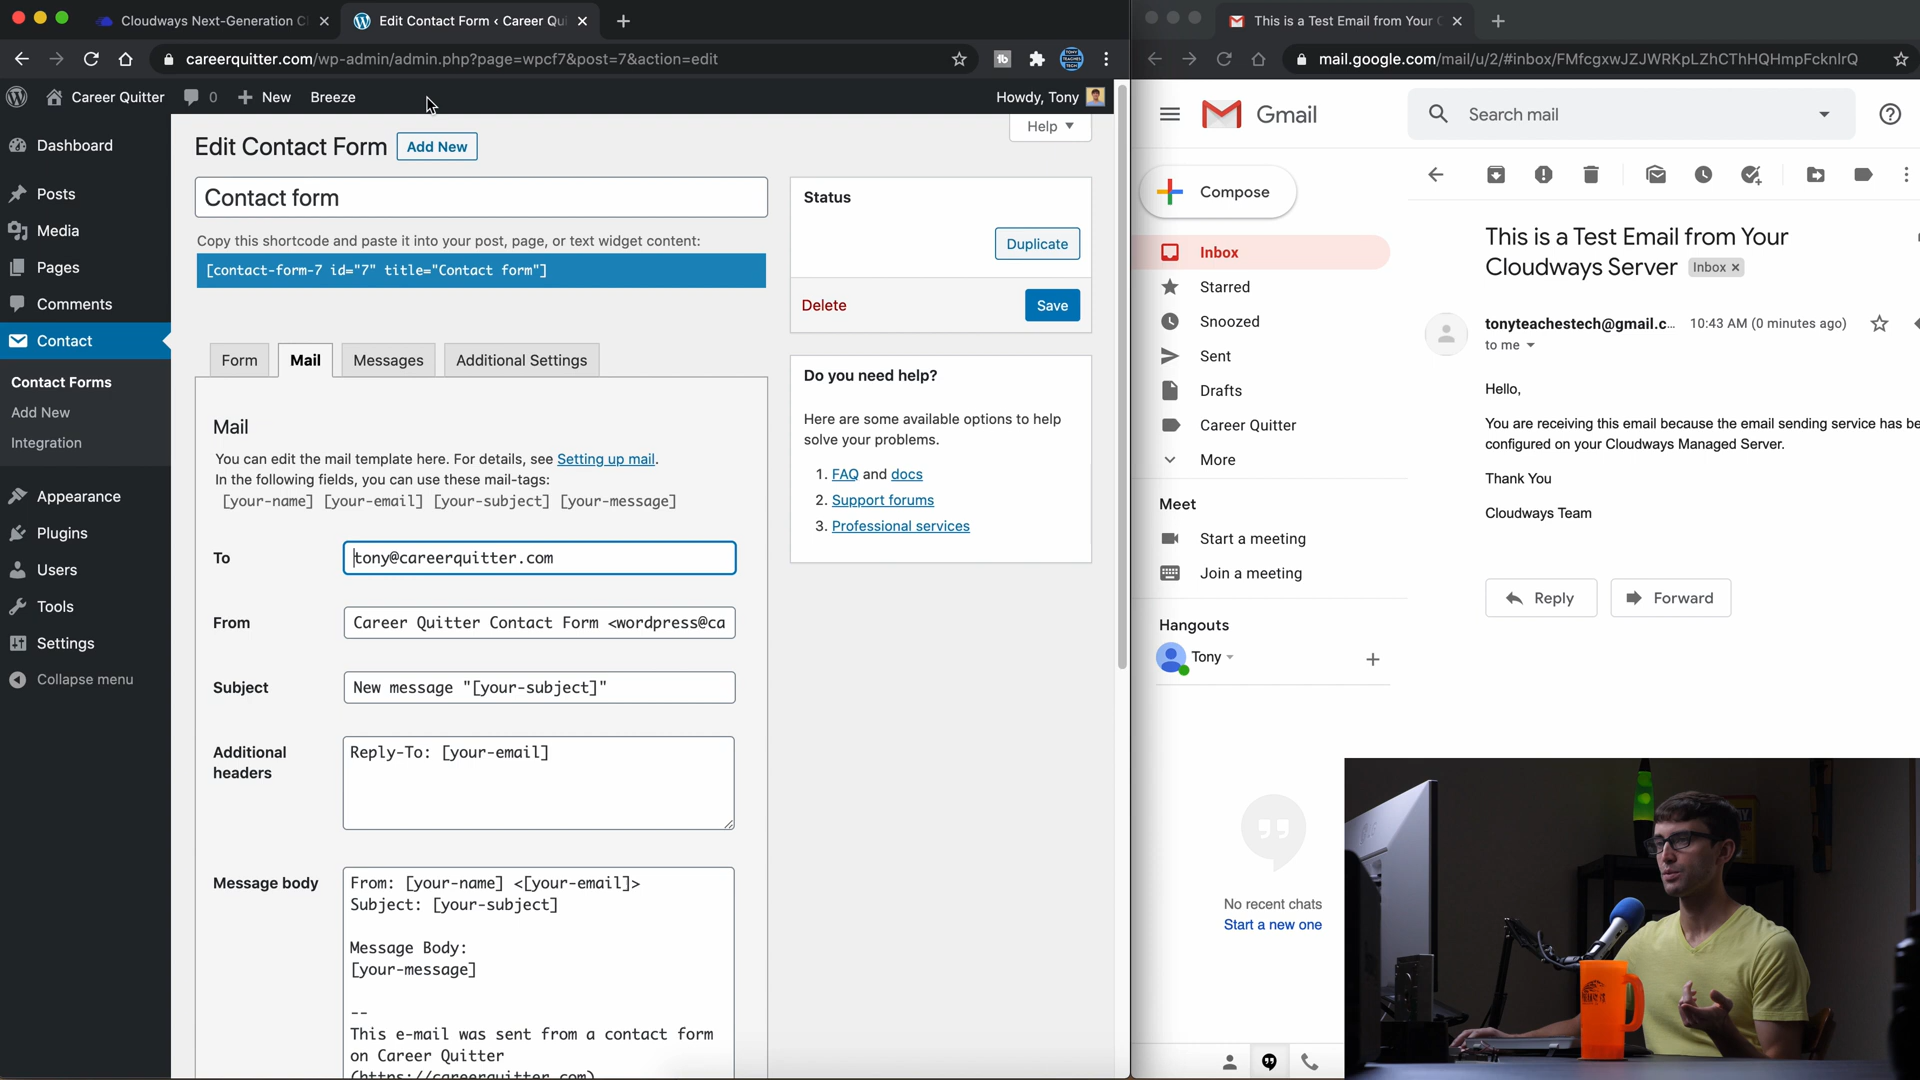 Cloudways Next-Generation C
Edit Contact Form ‹ Career Qui
careerquitter.com/wp-admin/admin.php?page=wpcf7&post=7&action=edit
Career Quitter
0
New
Breeze
Howdy, Tony
Dashboard
Posts
Media
Pages
Comments
Contact
Contact Forms
Add New
Integration
Appearance
Plugins
Users
Tools
Settings
Collapse menu
Help
Edit Contact Form
Add New
Contact form
Copy this shortcode and paste it into your post, page, or text widget content:
[contact-form-7 id="7" title="Contact form"]
Status
Duplicate
Delete
Save
Form
Mail
Messages
Additional Settings
Mail
You can edit the mail template here. For details, see Setting up mail.
In the following fields, you can use these mail-tags:
[your-name] [your-email] [your-subject] [your-message]
To
tony@careerquitter.com
From
Career Quitter Contact Form <wordpress@ca
Subject
New message "[your-subject]"
Additional
headers
Reply-To: [your-email]
Message body
From: [your-name] <[your-email]>
Subject: [your-subject]
Message Body:
[your-message]
--
This e-mail was sent from a contact form
on Career Quitter
(https://careerquitter.com)
Do you need help?
Here are some available options to help
solve your problems.
1. FAQ and docs
2. Support forums
3. Professional services
This is a Test Email from Your C
mail.google.com/mail/u/2/#inbox/FMfcgxwJZJWRKpLZhCThHQHmpFcknlrQ
Gmail
Search mail
Compose
Inbox
Starred
Snoozed
Sent
Drafts
Career Quitter
More
Meet
Start a meeting
Join a meeting
Hangouts
Tony
No recent chats
Start a new one
This is a Test Email from Your
Cloudways Server
Inbox ×
tonyteachestech@gmail.c...
10:43 AM (0 minutes ago)
to me
Hello,
You are receiving this email because the email sending service has be
configured on your Cloudways Managed Server.
Thank You
Cloudways Team
Reply
Forward